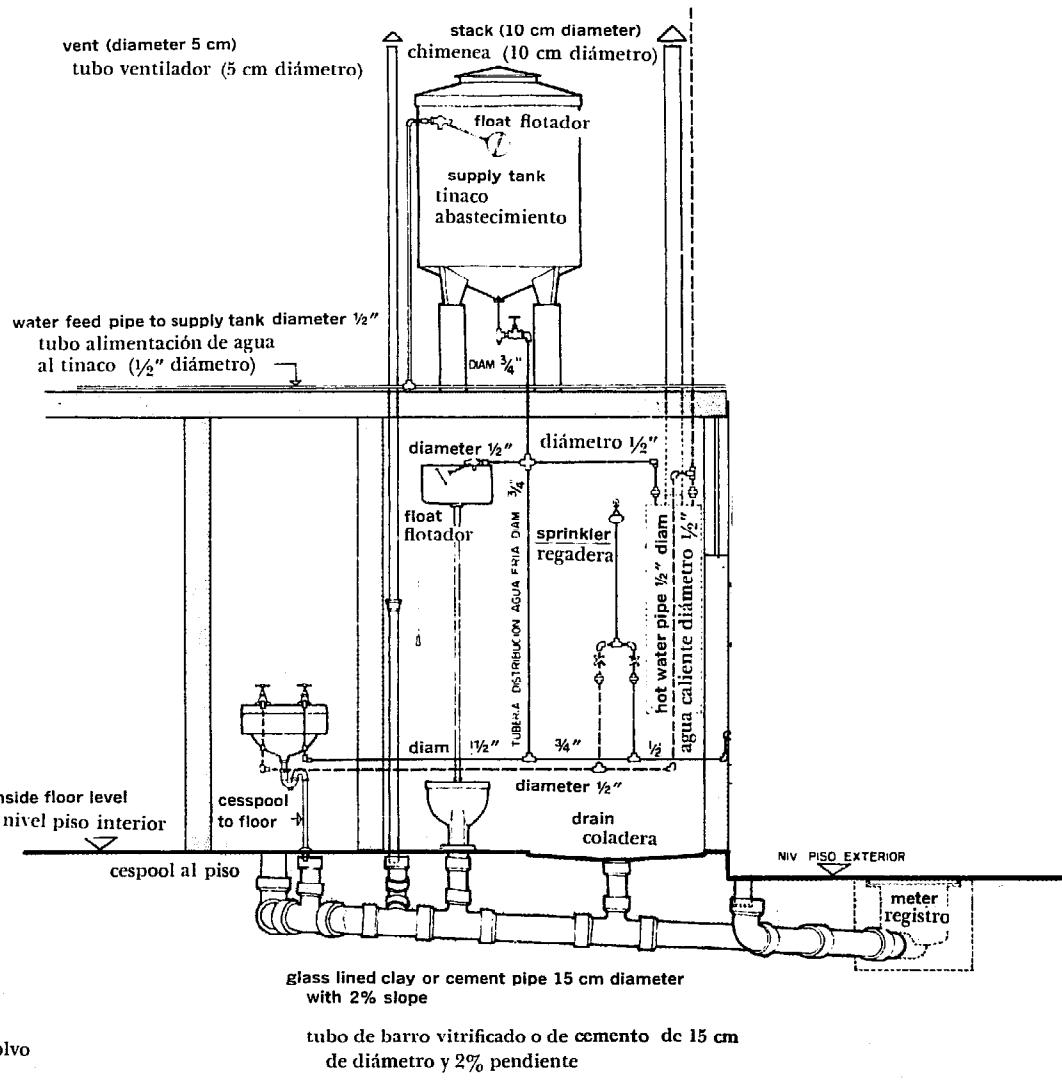 vent (diameter 5 cm)
tubo ventilador (5 cm diámetro)
stack (10 cm diameter)
chimenea (10 cm diámetro)
float flotador
supply tank
tinaco
abastecimiento
water feed pipe to supply tank diameter ½"
tubo alimentación de agua
al tinaco (½" diámetro)
DIAM ¾"
diameter ½"
diámetro ½"
float
flotador
TUBERIA DISTRIBUCION AGUA FRIA DIAM ¾"
sprinkler
regadera
hot water pipe ½" diam
agua caliente diámetro ½"
diam 1½" ¾" ½
diameter ½"
cesspool
to floor
nside floor level
nivel piso interior
cespool al piso
drain
coladera
NIV PISO EXTERIOR
meter
registro
glass lined clay or cement pipe 15 cm diameter
with 2% slope
tubo de barro vitrificado o de cemento de 15 cm
de diámetro y 2% pendiente
olvo